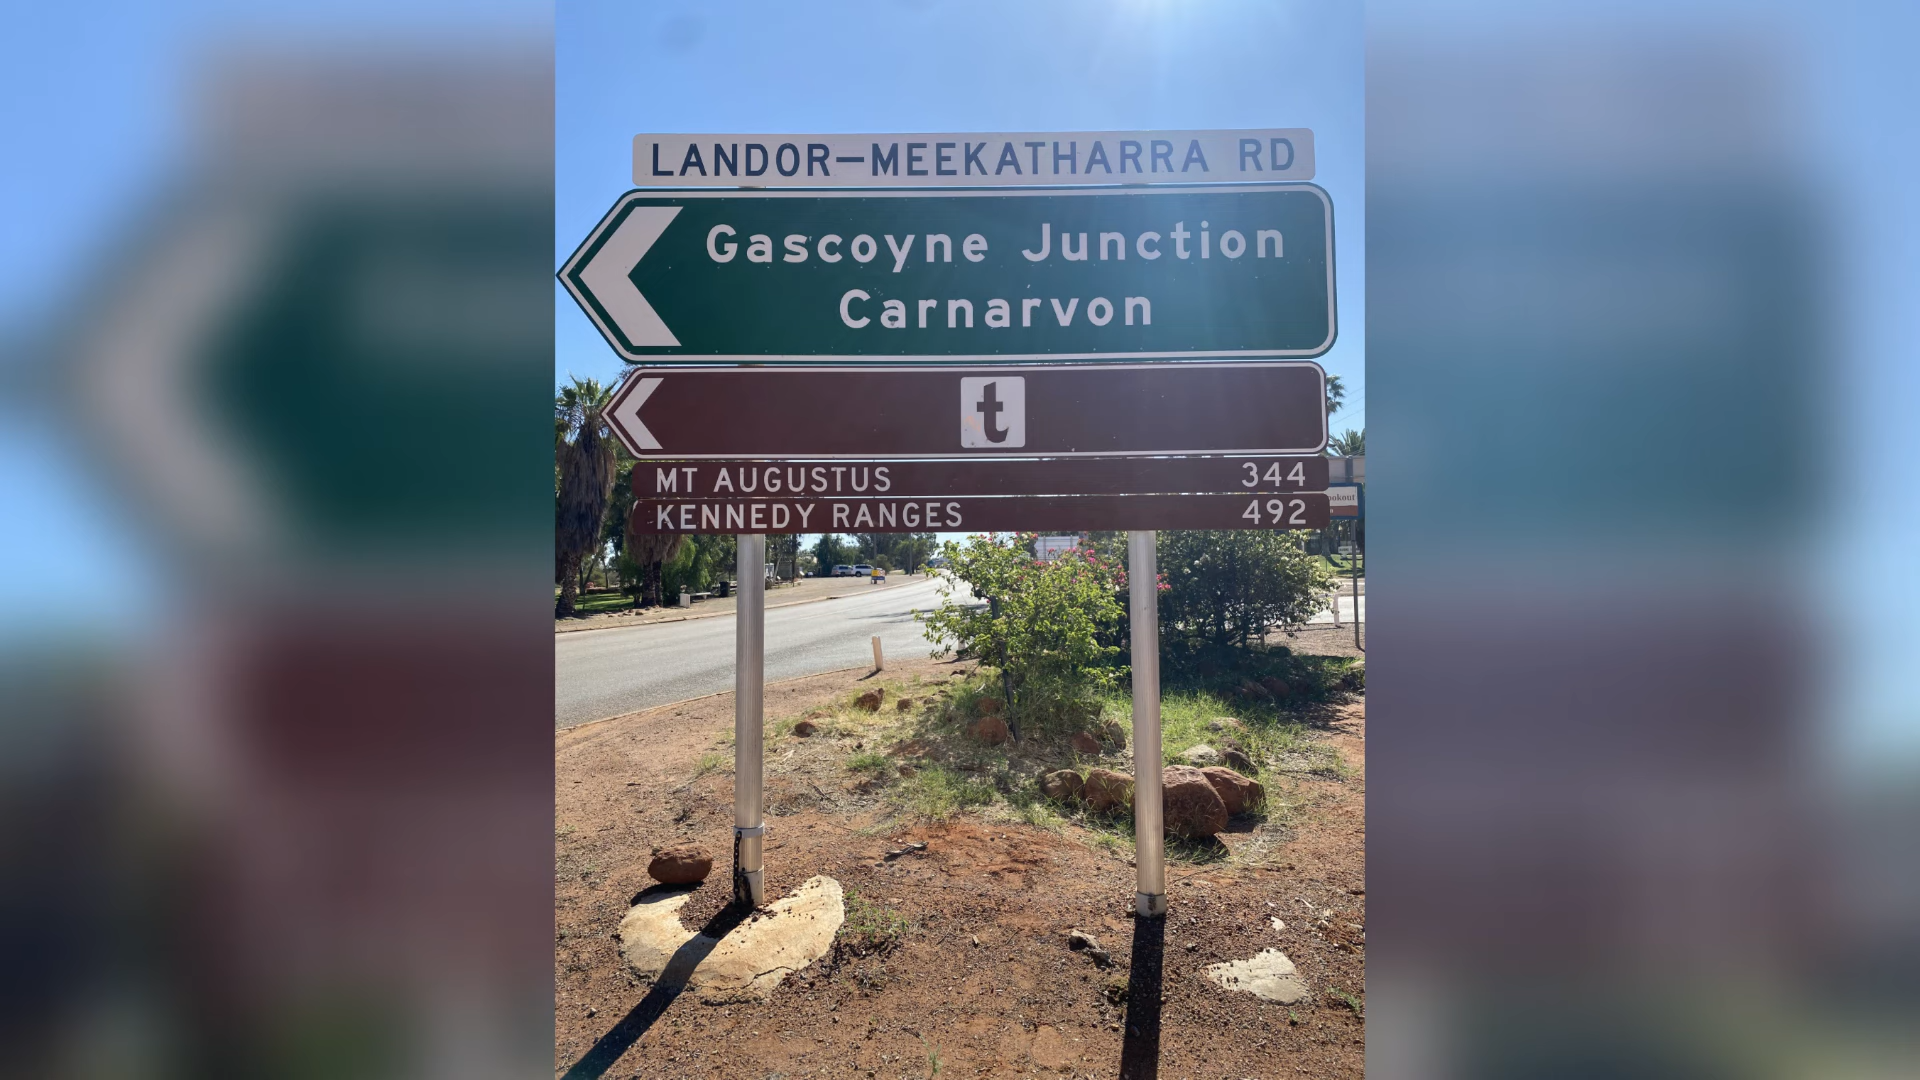 LANDOR–MEEKATHARRA RD
Gascoyne Junction
Carnarvon
t
MT AUGUSTUS 344
KENNEDY RANGES 492